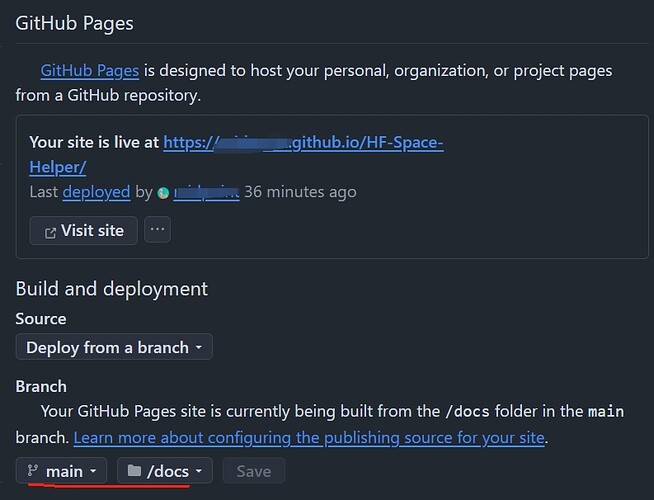 GitHub Pages
GitHub Pages is designed to host your personal, organization, or project pages
from a GitHub repository.
Your site is live at https://.github.io/HF-Space-
Helper/
Last deployed by 36 minutes ago
Visit site
Build and deployment
Source
Deploy from a branch
Branch
Your GitHub Pages site is currently being built from the /docs folder in the main
branch. Learn more about configuring the publishing source for your site.
main /docs Save